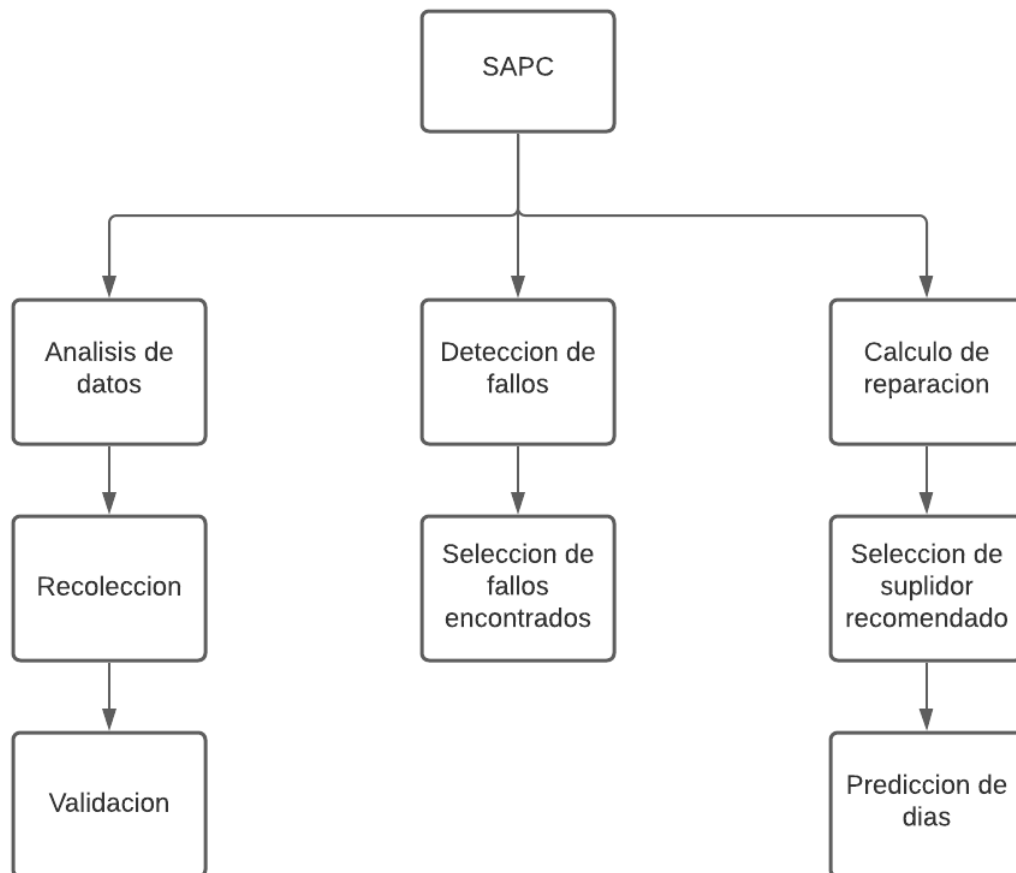 SAPC
Analisis de
datos
Deteccion de
fallos
Calculo de
reparacion
Recoleccion
Seleccion de
fallos
encontrados
Seleccion de
suplidor
recomendado
Validacion
Prediccion de
dias